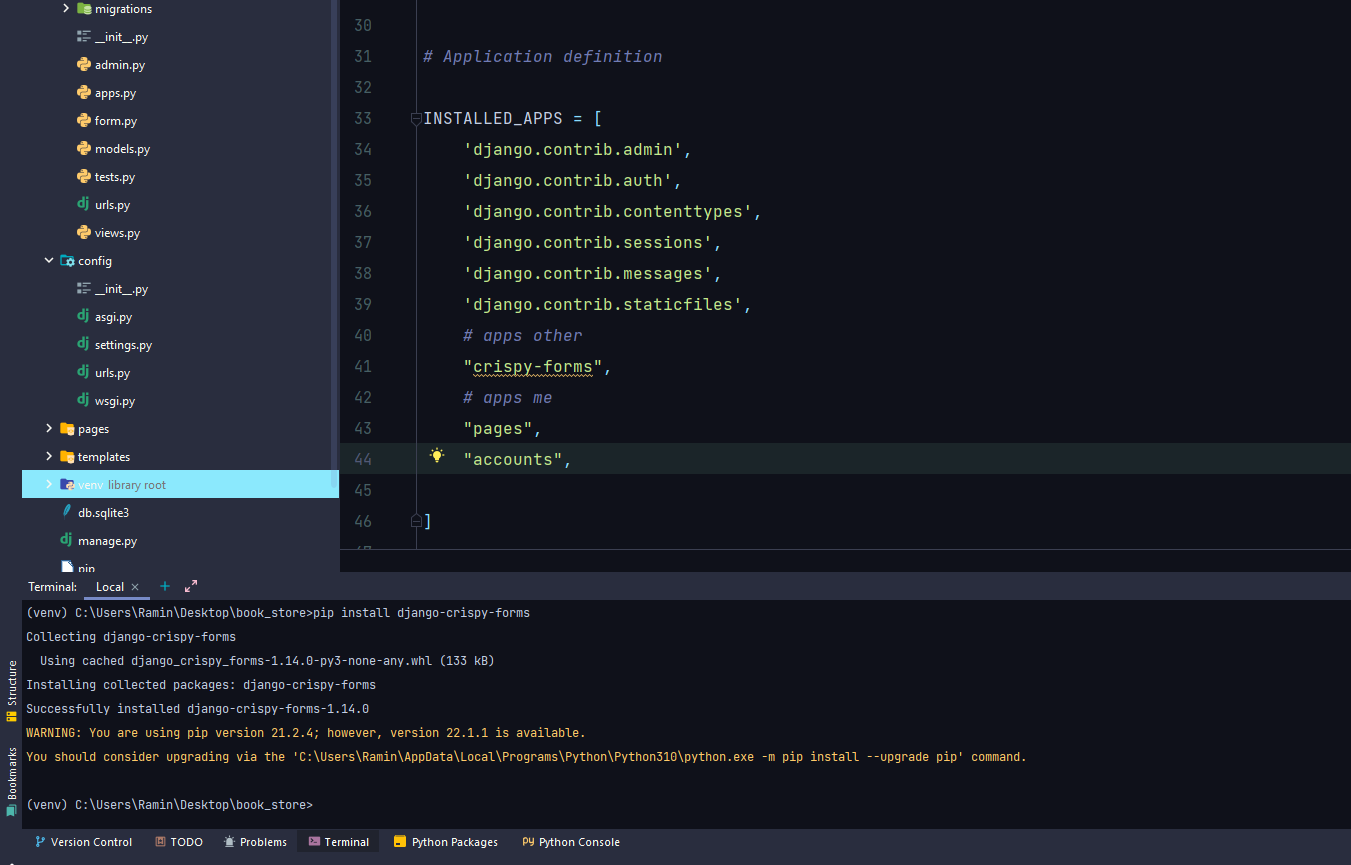 migrations
__init__.py
admin.py
apps.py
form.py
models.py
tests.py
urls.py
views.py
config
__init__.py
asgi.py
settings.py
urls.py
wsgi.py
pages
templates
venv library root
db.sqlite3
manage.py
pip
30
31 # Application definition
32
33 INSTALLED_APPS = [
34 'django.contrib.admin',
35 'django.contrib.auth',
36 'django.contrib.contenttypes',
37 'django.contrib.sessions',
38 'django.contrib.messages',
39 'django.contrib.staticfiles',
40 # apps other
41 "crispy-forms",
42 # apps me
43 "pages",
44 "accounts",
45
46 ]
47
Terminal: Local × +
(venv) C:\Users\Ramin\Desktop\book_store>pip install django-crispy-forms
Collecting django-crispy-forms
Using cached django_crispy_forms-1.14.0-py3-none-any.whl (133 kB)
Installing collected packages: django-crispy-forms
Successfully installed django-crispy-forms-1.14.0
WARNING: You are using pip version 21.2.4; however, version 22.1.1 is available.
You should consider upgrading via the 'C:\Users\Ramin\AppData\Local\Programs\Python\Python310\python.exe -m pip install --upgrade pip' command.
(venv) C:\Users\Ramin\Desktop\book_store>
Structure
Bookmarks
Version Control TODO Problems Terminal Python Packages Python Console